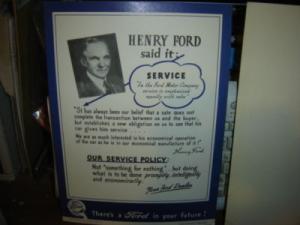 HENRY FORD
said it:
SERVICE
"In the Ford Motor Company
service is emphasized
equally with sales"
"It has always been our belief that a sale does not
complete the transaction between us and the buyer,
but establishes a new obligation on us to see that his
car gives him service . . .
We are as much interested in his economical operation
of the car as he is in our economical manufacture of it."
Henry Ford
OUR SERVICE POLICY:
Not "something for nothing" .. but doing
what is to be done promptly, intelligently
and economically.
Your Ford Dealer
There's a Ford in your future!